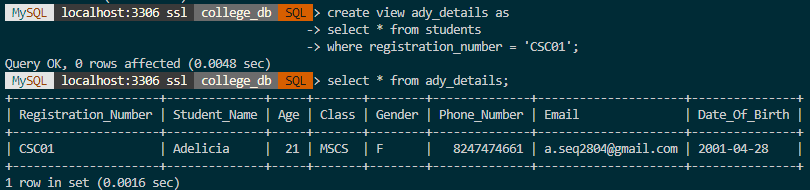 MySQL localhost:3306 ssl college_db SQL > create view ady_details as
-> select * from students
-> where registration_number = 'CSC01';
Query OK, 0 rows affected (0.0048 sec)
MySQL localhost:3306 ssl college_db SQL > select * from ady_details;
+---------------------+--------------+-----+-------+--------+--------------+-------------------+---------------+
| Registration_Number | Student_Name | Age | Class | Gender | Phone_Number | Email             | Date_Of_Birth |
+---------------------+--------------+-----+-------+--------+--------------+-------------------+---------------+
| CSC01               | Adelicia     |  21 | MSCS  | F      |   8247474661 | a.seq2804@gmail.com | 2001-04-28    |
+---------------------+--------------+-----+-------+--------+--------------+-------------------+---------------+
1 row in set (0.0016 sec)